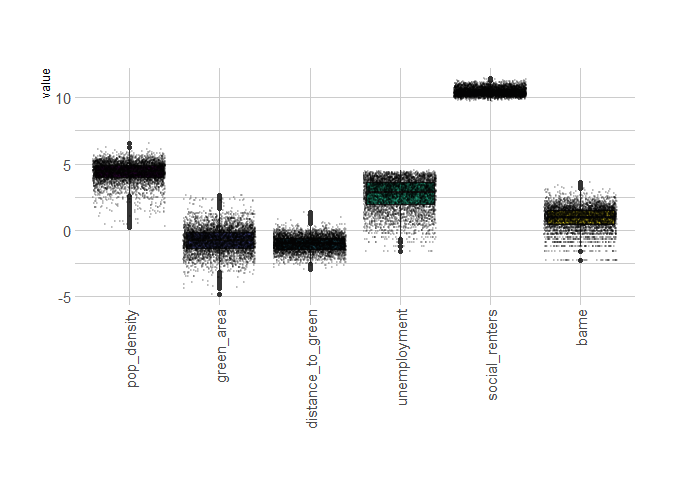 value
10
5
0
-5
pop_density
green_area
distance_to_green
unemployment
social_renters
bame